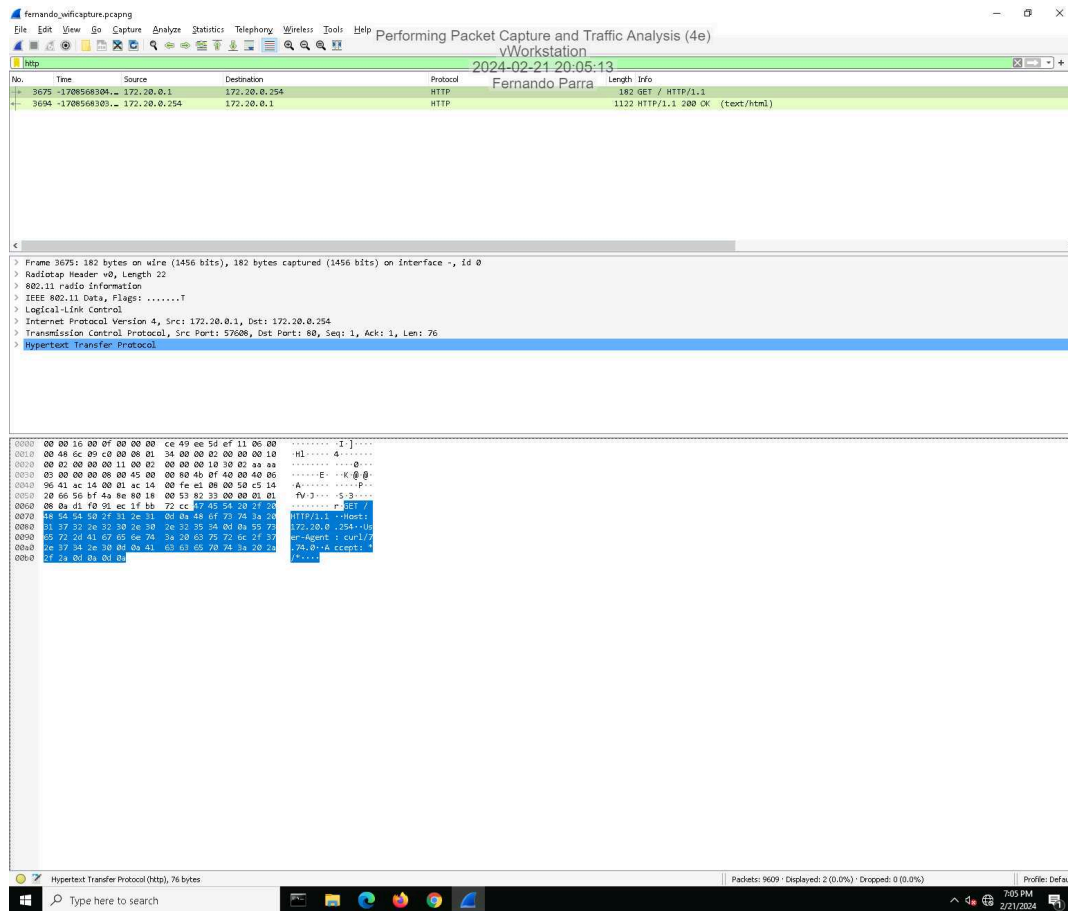 fernando_wificapture.pcapng
File Edit View Go Capture Analyze Statistics Telephony Wireless Tools Help
Performing Packet Capture and Traffic Analysis (4e)
vWorkstation
2024-02-21 20:05:13
Fernando Parra
http
No. Time Source Destination Protocol Length Info
3675 -1708568304.… 172.20.0.1 172.20.0.254 HTTP 182 GET / HTTP/1.1
3694 -1708568303.… 172.20.0.254 172.20.0.1 HTTP 1122 HTTP/1.1 200 OK (text/html)
> Frame 3675: 182 bytes on wire (1456 bits), 182 bytes captured (1456 bits) on interface -, id 0
> Radiotap Header v0, Length 22
> 802.11 radio information
> IEEE 802.11 Data, Flags: .......T
> Logical-Link Control
> Internet Protocol Version 4, Src: 172.20.0.1, Dst: 172.20.0.254
> Transmission Control Protocol, Src Port: 57608, Dst Port: 80, Seq: 1, Ack: 1, Len: 76
> Hypertext Transfer Protocol
0000 00 00 16 00 0f 00 00 00 ce 49 ee 5d ef 11 06 00 ········ ·I·]····
0010 00 48 6c 09 c0 00 08 01 34 00 00 02 00 00 00 10 ·Hl····· 4·······
0020 00 02 00 00 00 11 00 02 00 00 00 10 30 02 aa aa ········ ····0···
0030 03 00 00 00 08 00 45 00 00 80 4b 0f 40 00 40 06 ······E· ··K·@·@·
0040 96 41 ac 14 00 01 ac 14 00 fe e1 08 00 50 c5 14 ·A······ ·····P··
0050 20 66 56 bf 4a 8e 80 18 00 53 82 33 00 00 01 01 fV·J··· ·S·3····
0060 08 0a d1 f0 91 ec 1f bb 72 cc 47 45 54 20 2f 20 ········ r·GET /
0070 48 54 54 50 2f 31 2e 31 0d 0a 48 6f 73 74 3a 20 HTTP/1.1 ··Host:
0080 31 37 32 2e 32 30 2e 30 2e 32 35 34 0d 0a 55 73 172.20.0 .254··Us
0090 65 72 2d 41 67 65 6e 74 3a 20 63 75 72 6c 2f 37 er-Agent : curl/7
00a0 2e 37 34 2e 30 0d 0a 41 63 63 65 70 74 3a 20 2a .74.0··A ccept: *
00b0 2f 2a 0d 0a 0d 0a /*····
Hypertext Transfer Protocol (http), 76 bytes Packets: 9609 · Displayed: 2 (0.0%) · Dropped: 0 (0.0%) Profile: Defau
Type here to search
7:05 PM
2/21/2024